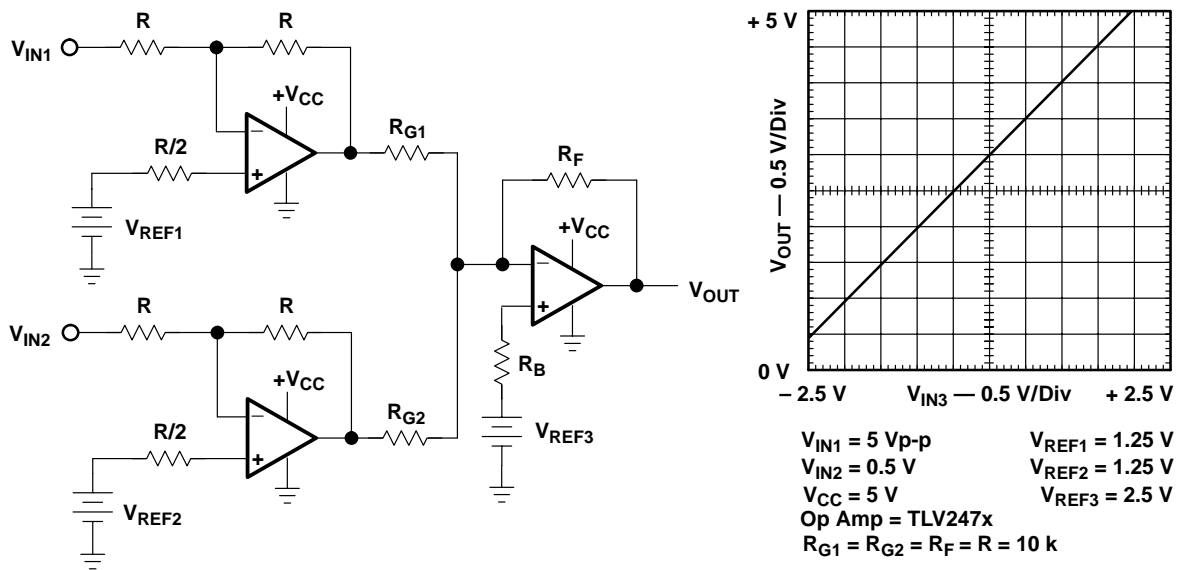 R
R
V_IN1
+V_CC
−
+
R/2
V_REF1
R_G1
R_F
+V_CC
−
+
V_OUT
R_B
V_REF3
V_IN2
R
R
+V_CC
−
+
R/2
V_REF2
R_G2
+ 5 V
V_OUT — 0.5 V/Div
0 V
– 2.5 V
V_IN3 — 0.5 V/Div
+ 2.5 V
V_IN1 = 5 Vp-p
V_REF1 = 1.25 V
V_IN2 = 0.5 V
V_REF2 = 1.25 V
V_CC = 5 V
V_REF3 = 2.5 V
Op Amp = TLV247x
R_G1 = R_G2 = R_F = R = 10 k